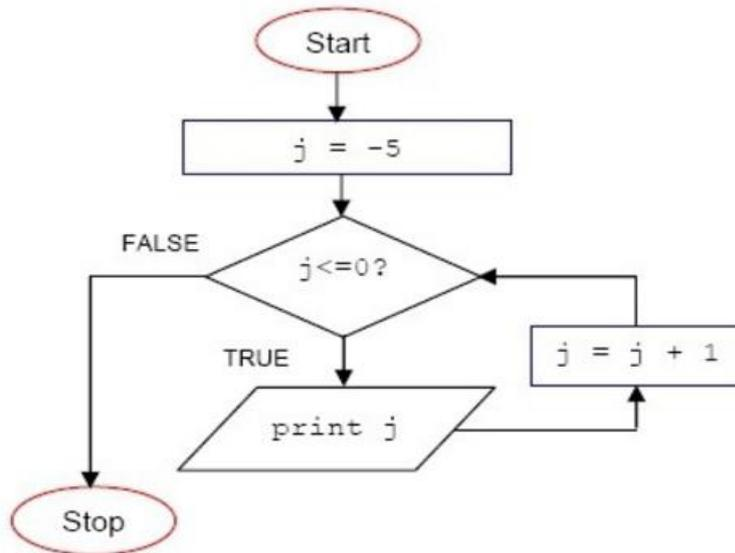 Start
j = -5
FALSE
j<=0?
TRUE
j = j + 1
print j
Stop